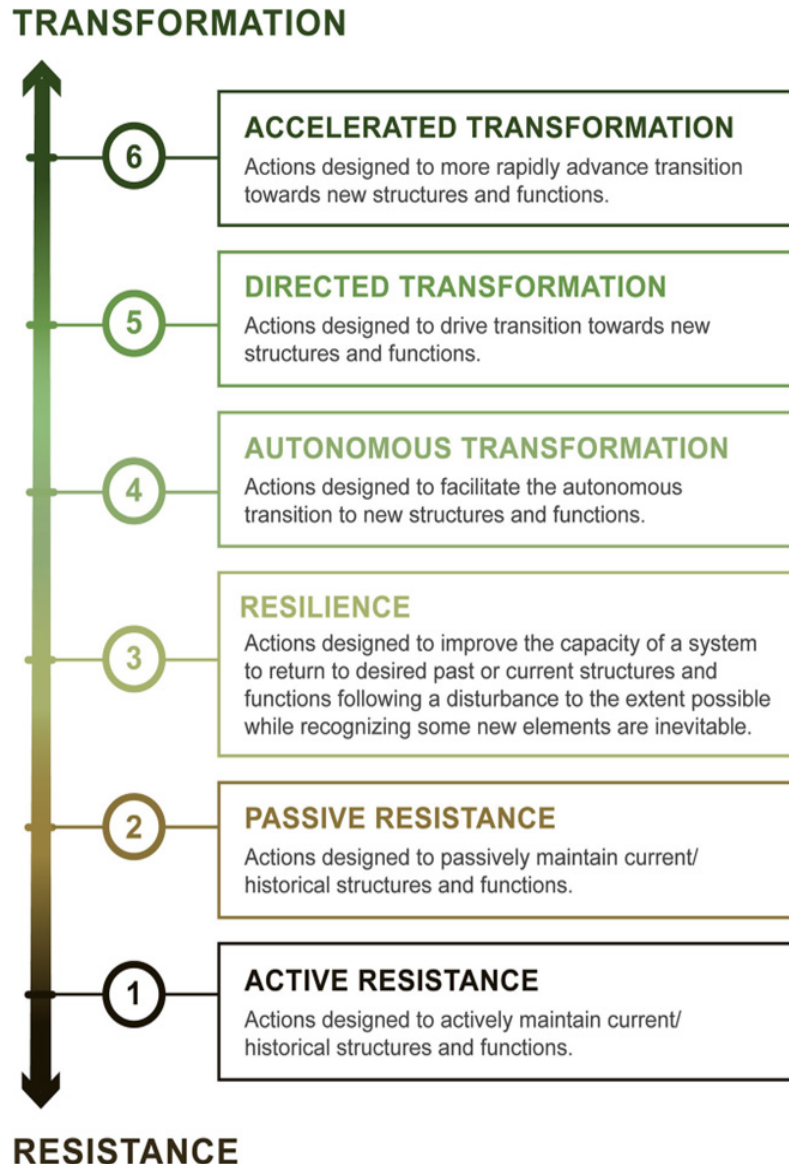 TRANSFORMATION
6
ACCELERATED TRANSFORMATION
Actions designed to more rapidly advance transition
towards new structures and functions.
5
DIRECTED TRANSFORMATION
Actions designed to drive transition towards new
structures and functions.
4
AUTONOMOUS TRANSFORMATION
Actions designed to facilitate the autonomous
transition to new structures and functions.
3
RESILIENCE
Actions designed to improve the capacity of a system
to return to desired past or current structures and
functions following a disturbance to the extent possible
while recognizing some new elements are inevitable.
2
PASSIVE RESISTANCE
Actions designed to passively maintain current/
historical structures and functions.
1
ACTIVE RESISTANCE
Actions designed to actively maintain current/
historical structures and functions.
RESISTANCE